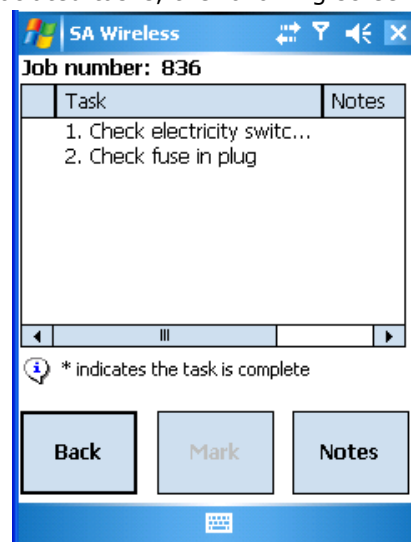 SA Wireless
Job number: 836
Task Notes
1. Check electricity switc...
2. Check fuse in plug
* indicates the task is complete
Back Mark Notes